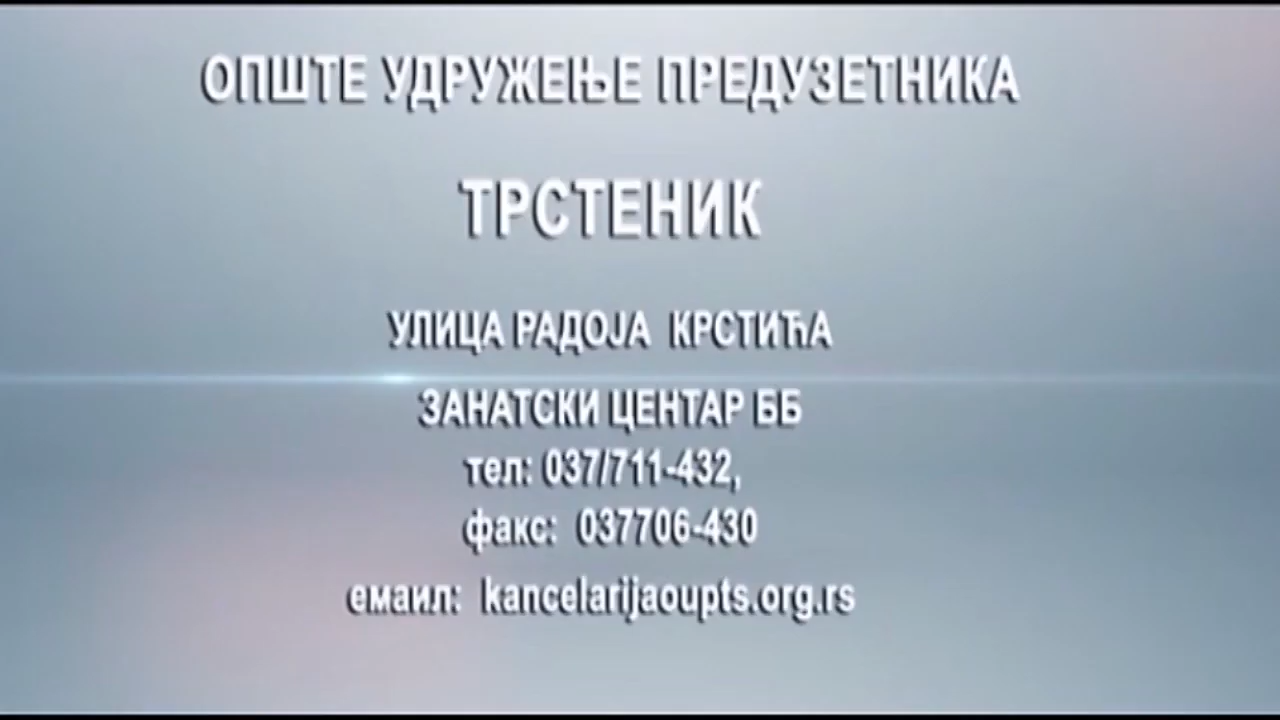 ОПШТЕ УДРУЖЕЊЕ ПРЕДУЗЕТНИКА
ТРСТЕНИК
УЛИЦА РАДОЈА КРСТИЋА
ЗАНАТСКИ ЦЕНТАР ББ
тел: 037/711-432,
факс: 037706-430
емаил: kancelarijaoupts.org.rs